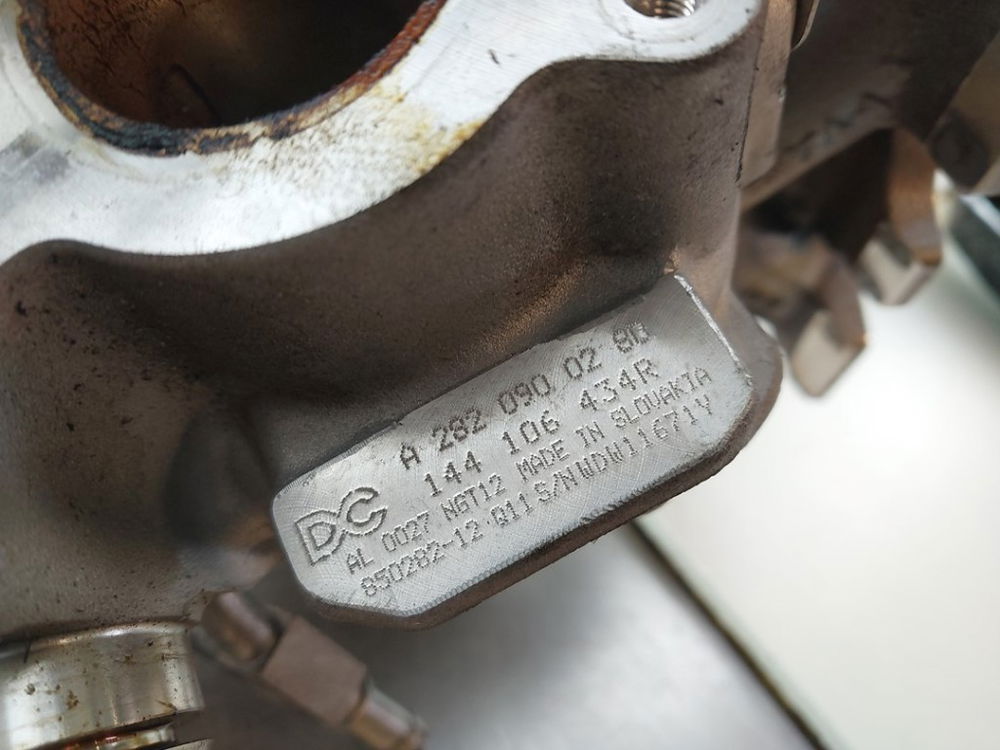 A 282 090 02 80
144 106 434R
DC AL 0027 NGT12 MADE IN SLOVAKIA
850282-12 Q11 S/N WDW11671Y